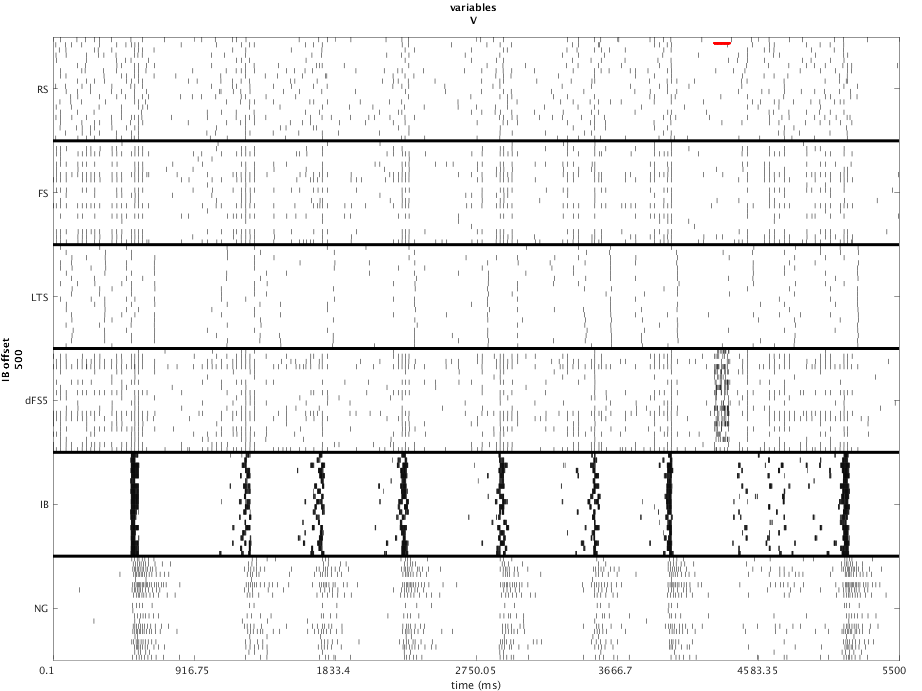 variables
V
RS
FS
LTS
dFS5
IB
NG
IB offset
500
0.1 916.75 1833.4 2750.05 3666.7 4583.35 5500
time (ms)